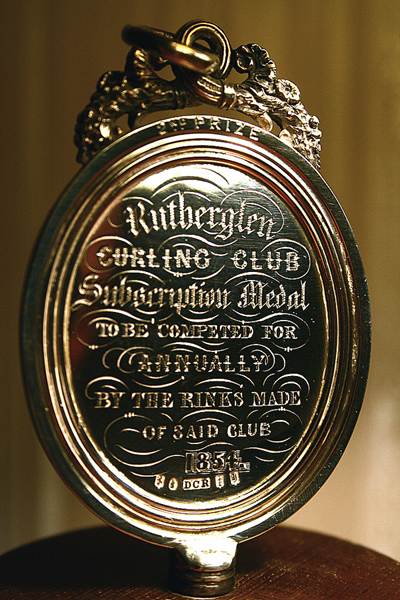 2ND PRIZE
Rutherglen
CURLING CLUB
Subscription Medal
TO BE COMPETED FOR
ANNUALLY
BY THE RINKS MADE
OF SAID CLUB
1854.
DCR